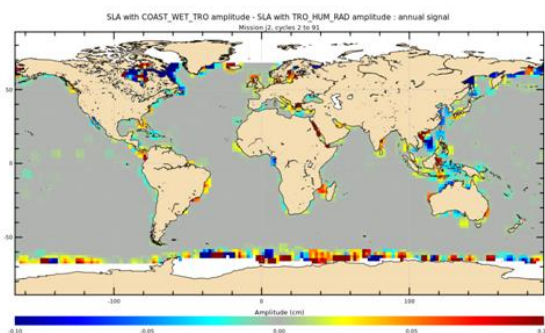 SLA with COAST_WET_TRO amplitude - SLA with TRO_HUM_RAD amplitude : annual signal
Mission J2, cycles 2 to 91
50
0
-50
-100 0 100
Amplitude (cm)
-0.10 -0.05 0.00 0.05 0.10